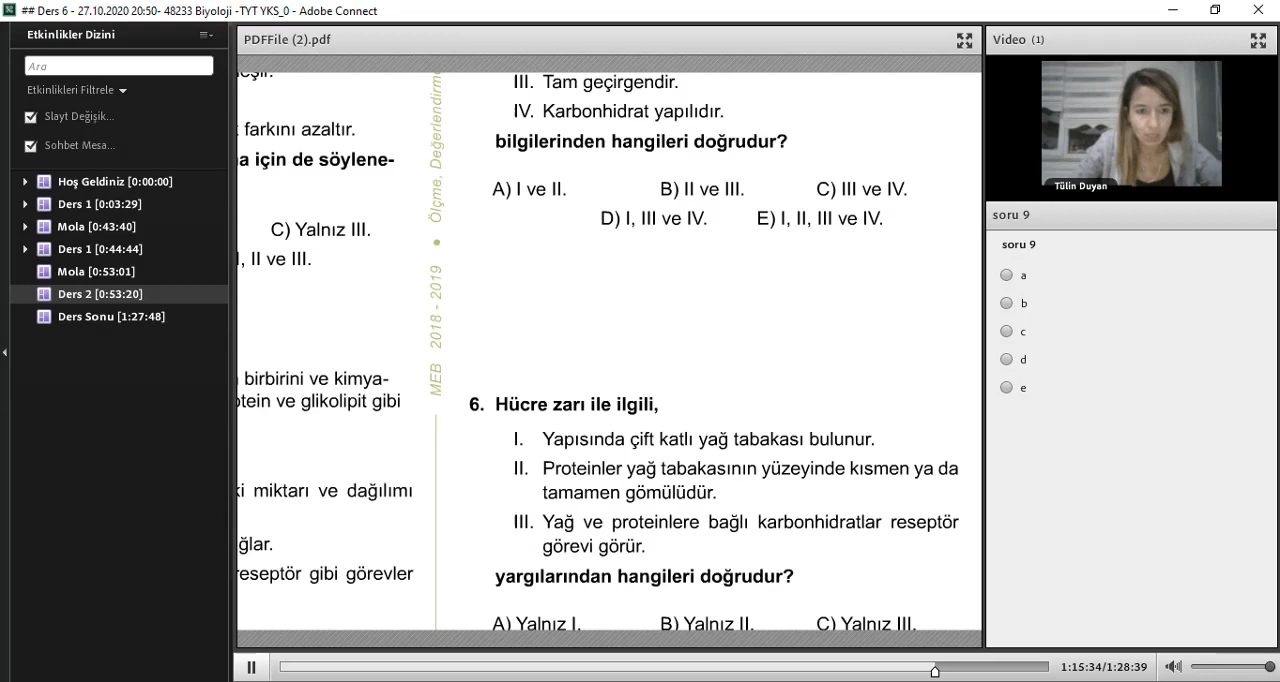 ## Ders 6 - 27.10.2020 20:50- 48233 Biyoloji -TYT YKS_0 - Adobe Connect
Etkinlikler Dizini
Ara
Etkinlikleri Filtrele
Slayt Değişik...
Sohbet Mesa...
Hoş Geldiniz [0:00:00]
Ders 1 [0:03:29]
Mola [0:43:40]
Ders 1 [0:44:44]
Mola [0:53:01]
Ders 2 [0:53:20]
Ders Sonu [1:27:48]
PDFFile (2).pdf
farkını azaltır.
için de söylene-
C) Yalnız III.
I, II ve III.
birbirini ve kimya-
ve glikolipit gibi
miktarı ve dağılımı
reseptör gibi görevler
MEB 2018 - 2019 ● Ölçme, Değerlendirme
III. Tam geçirgendir.
IV. Karbonhidrat yapılıdır.
bilgilerinden hangileri doğrudur?
A) I ve II. B) II ve III. C) III ve IV.
D) I, III ve IV. E) I, II, III ve IV.
6. Hücre zarı ile ilgili,
I. Yapısında çift katlı yağ tabakası bulunur.
II. Proteinler yağ tabakasının yüzeyinde kısmen ya da
tamamen gömülüdür.
III. Yağ ve proteinlere bağlı karbonhidratlar reseptör
görevi görür.
yargılarından hangileri doğrudur?
A) Yalnız I. B) Yalnız II. C) Yalnız III.
Video (1)
Tülin Duyan
soru 9
soru 9
a
b
c
d
e
1:15:34/1:28:39